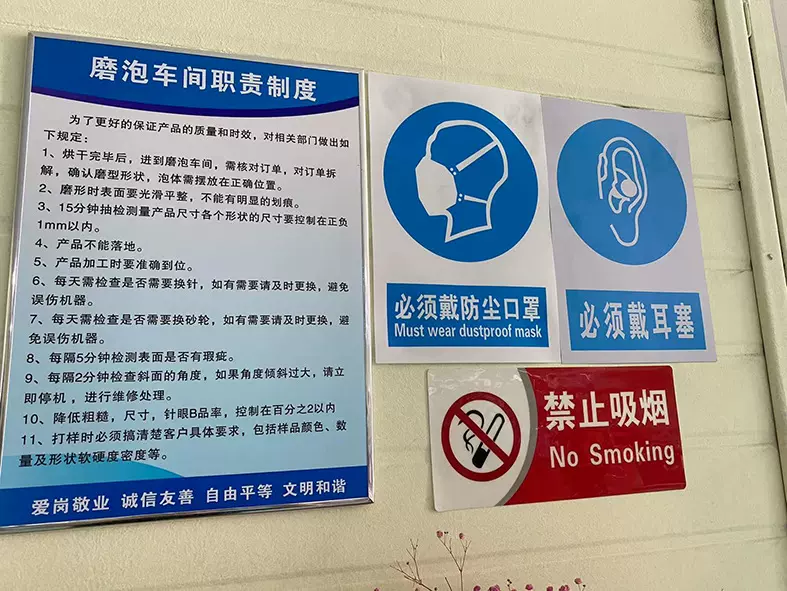 磨泡车间职责制度
为了更好的保证产品的质量和时效，对相关部门做出如
下规定：
1、烘干完毕后，进到磨泡车间，需核对订单，对订单拆
解，确认磨型形状，泡体需摆放在正确位置。
2、磨形时表面要光滑平整，不能有明显的划痕。
3、15分钟抽检测量产品尺寸各个形状的尺寸要控制在正负
1mm以内。
4、产品不能落地。
5、产品加工时要准确到位。
6、每天需检查是否需要换针，如有需要请及时更换，避免
误伤机器。
7、每天需检查是否需要换砂轮，如有需要请及时更换，避
免误伤机器。
8、每隔5分钟检测表面是否有瑕疵。
9、每隔2分钟检查斜面的角度，如果角度倾斜过大，请立
即停机，进行维修处理。
10、降低粗糙，尺寸，针眼B品率，控制在百分之2以内
11、打样时必须搞清楚客户具体要求，包括样品颜色、数
量及形状软硬度密度等。
爱岗敬业 诚信友善 自由平等 文明和谐
必须戴防尘口罩
Must wear dustproof mask
必须戴耳塞
禁止吸烟
No Smoking